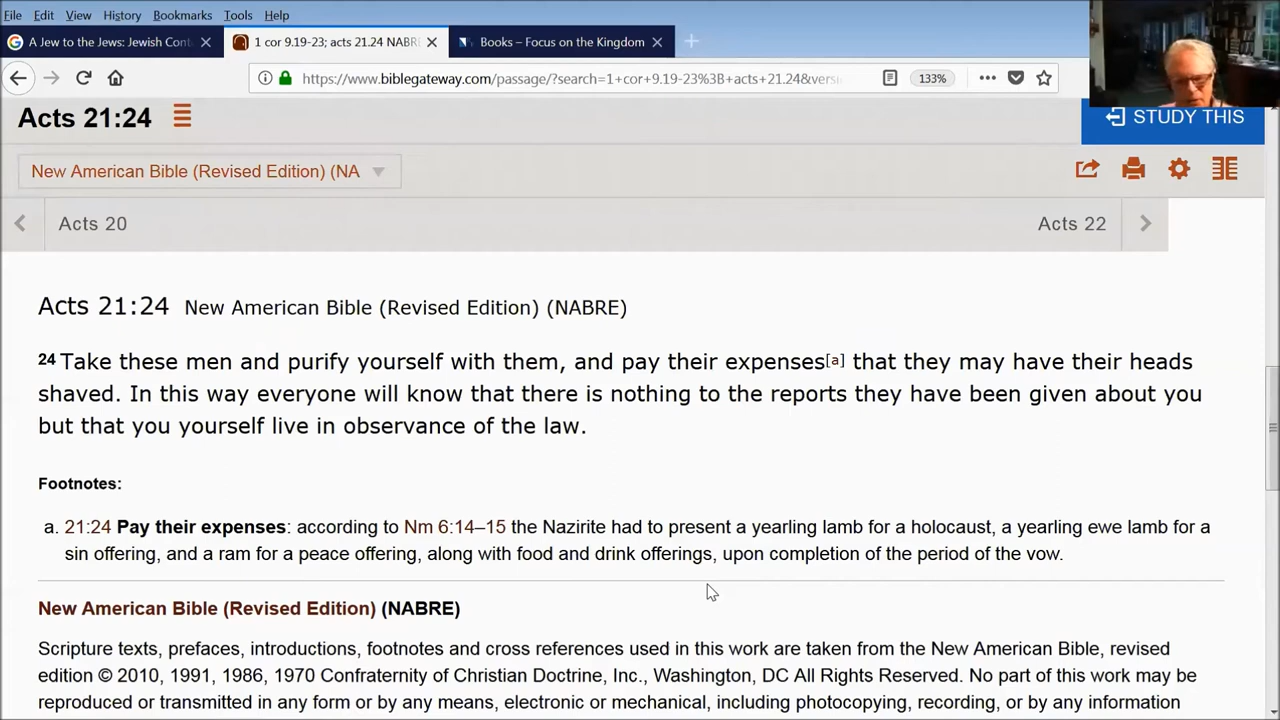 File Edit View History Bookmarks Tools Help
A Jew to the Jews: Jewish Cont
1 cor 9.19-23; acts 21.24 NABR
Books – Focus on the Kingdom
https://www.biblegateway.com/passage/?search=1+cor+9.19-23%3B+acts+21.24&vers
133%
Acts 21:24
STUDY THIS
New American Bible (Revised Edition) (NA
Acts 20
Acts 22
Acts 21:24 New American Bible (Revised Edition) (NABRE)
24 Take these men and purify yourself with them, and pay their expenses[a] that they may have their heads
shaved. In this way everyone will know that there is nothing to the reports they have been given about you
but that you yourself live in observance of the law.
Footnotes:
a. 21:24 Pay their expenses: according to Nm 6:14–15 the Nazirite had to present a yearling lamb for a holocaust, a yearling ewe lamb for a
sin offering, and a ram for a peace offering, along with food and drink offerings, upon completion of the period of the vow.
New American Bible (Revised Edition) (NABRE)
Scripture texts, prefaces, introductions, footnotes and cross references used in this work are taken from the New American Bible, revised
edition © 2010, 1991, 1986, 1970 Confraternity of Christian Doctrine, Inc., Washington, DC All Rights Reserved. No part of this work may be
reproduced or transmitted in any form or by any means, electronic or mechanical, including photocopying, recording, or by any information